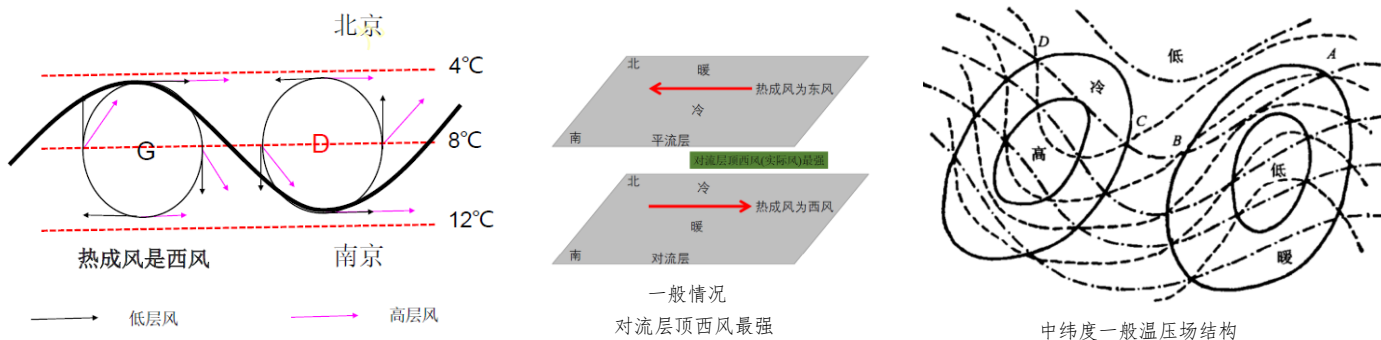 北京
4℃
G
D
8℃
12℃
热成风是西风
南京
低层风
高层风
北
暖
热成风为东风
冷
南
平流层
对流层顶西风(实际风)最强
北
冷
热成风为西风
暖
南
对流层
一般情况
对流层顶西风最强
D
低
A
冷
C
B
高
低
暖
中纬度一般温压场结构